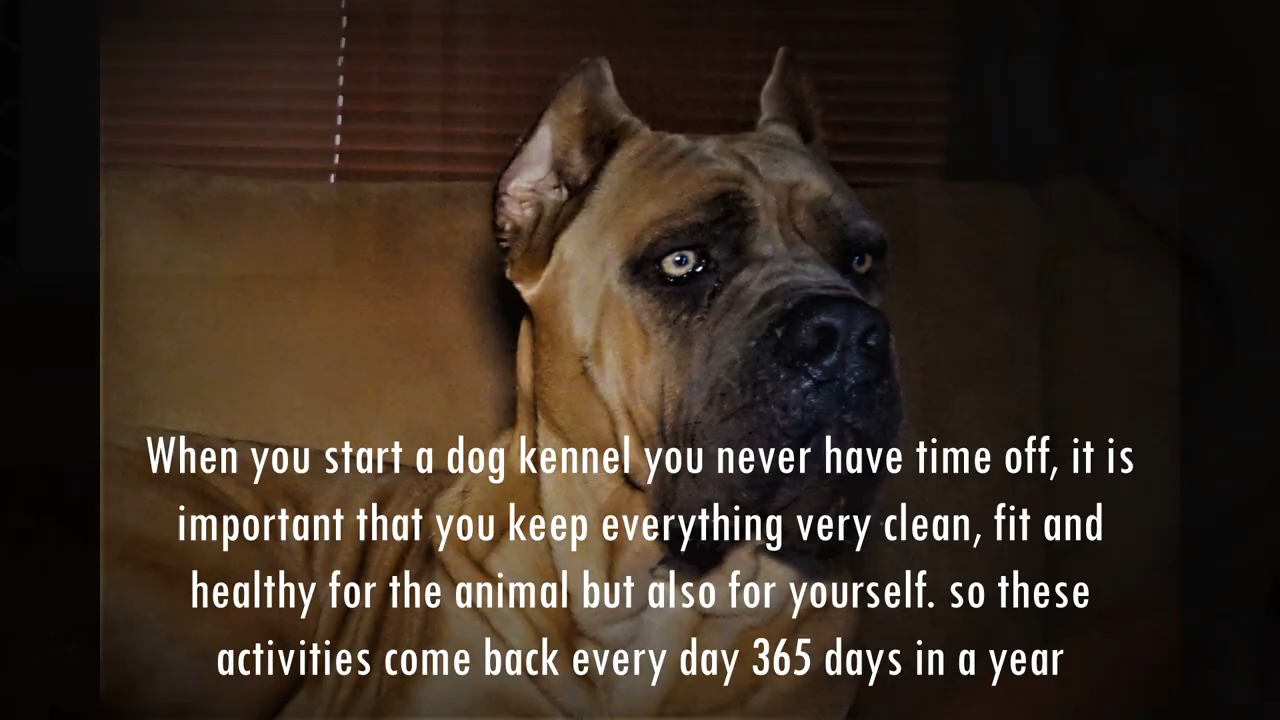 When you start a dog kennel you never have time off, it is
important that you keep everything very clean, fit and
healthy for the animal but also for yourself. so these
activities come back every day 365 days in a year